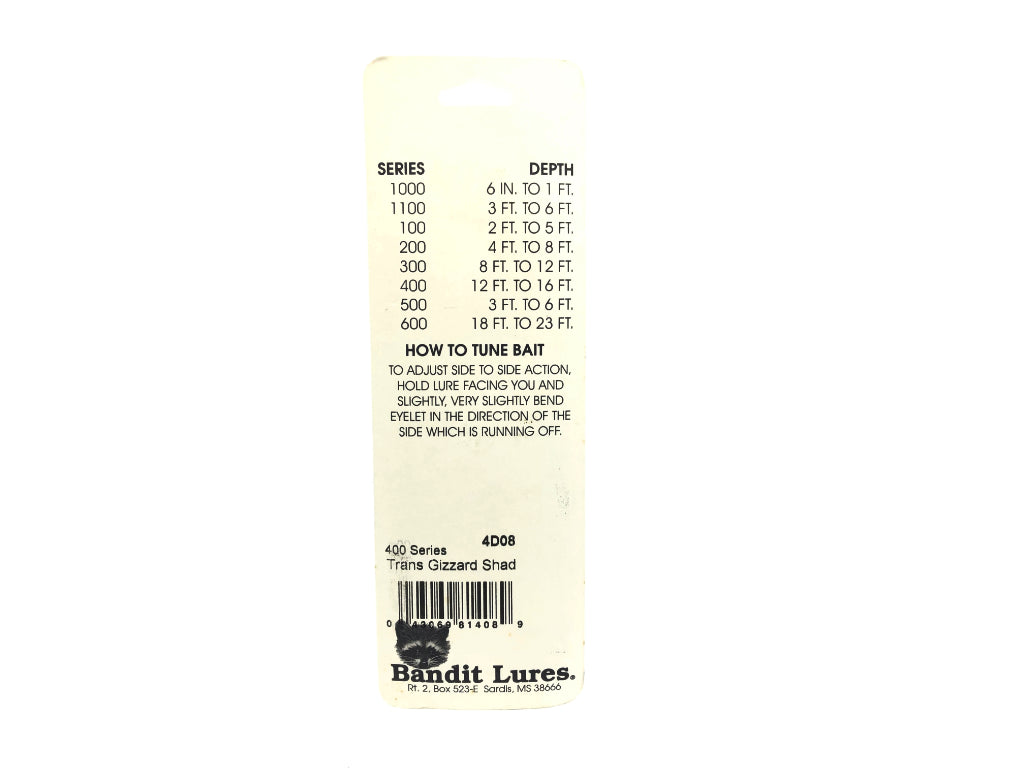 SERIES DEPTH
1000 6 IN. TO 1 FT.
1100 3 FT. TO 6 FT.
100 2 FT. TO 5 FT.
200 4 FT. TO 8 FT.
300 8 FT. TO 12 FT.
400 12 FT. TO 16 FT.
500 3 FT. TO 6 FT.
600 18 FT. TO 23 FT.
HOW TO TUNE BAIT
TO ADJUST SIDE TO SIDE ACTION,
HOLD LURE FACING YOU AND
SLIGHTLY, VERY SLIGHTLY BEND
EYELET IN THE DIRECTION OF THE
SIDE WHICH IS RUNNING OFF.
4D08
400 Series
Trans Gizzard Shad
0 43069 81408 9
Bandit Lures.
Rt. 2, Box 523-E Sardis, MS 38666